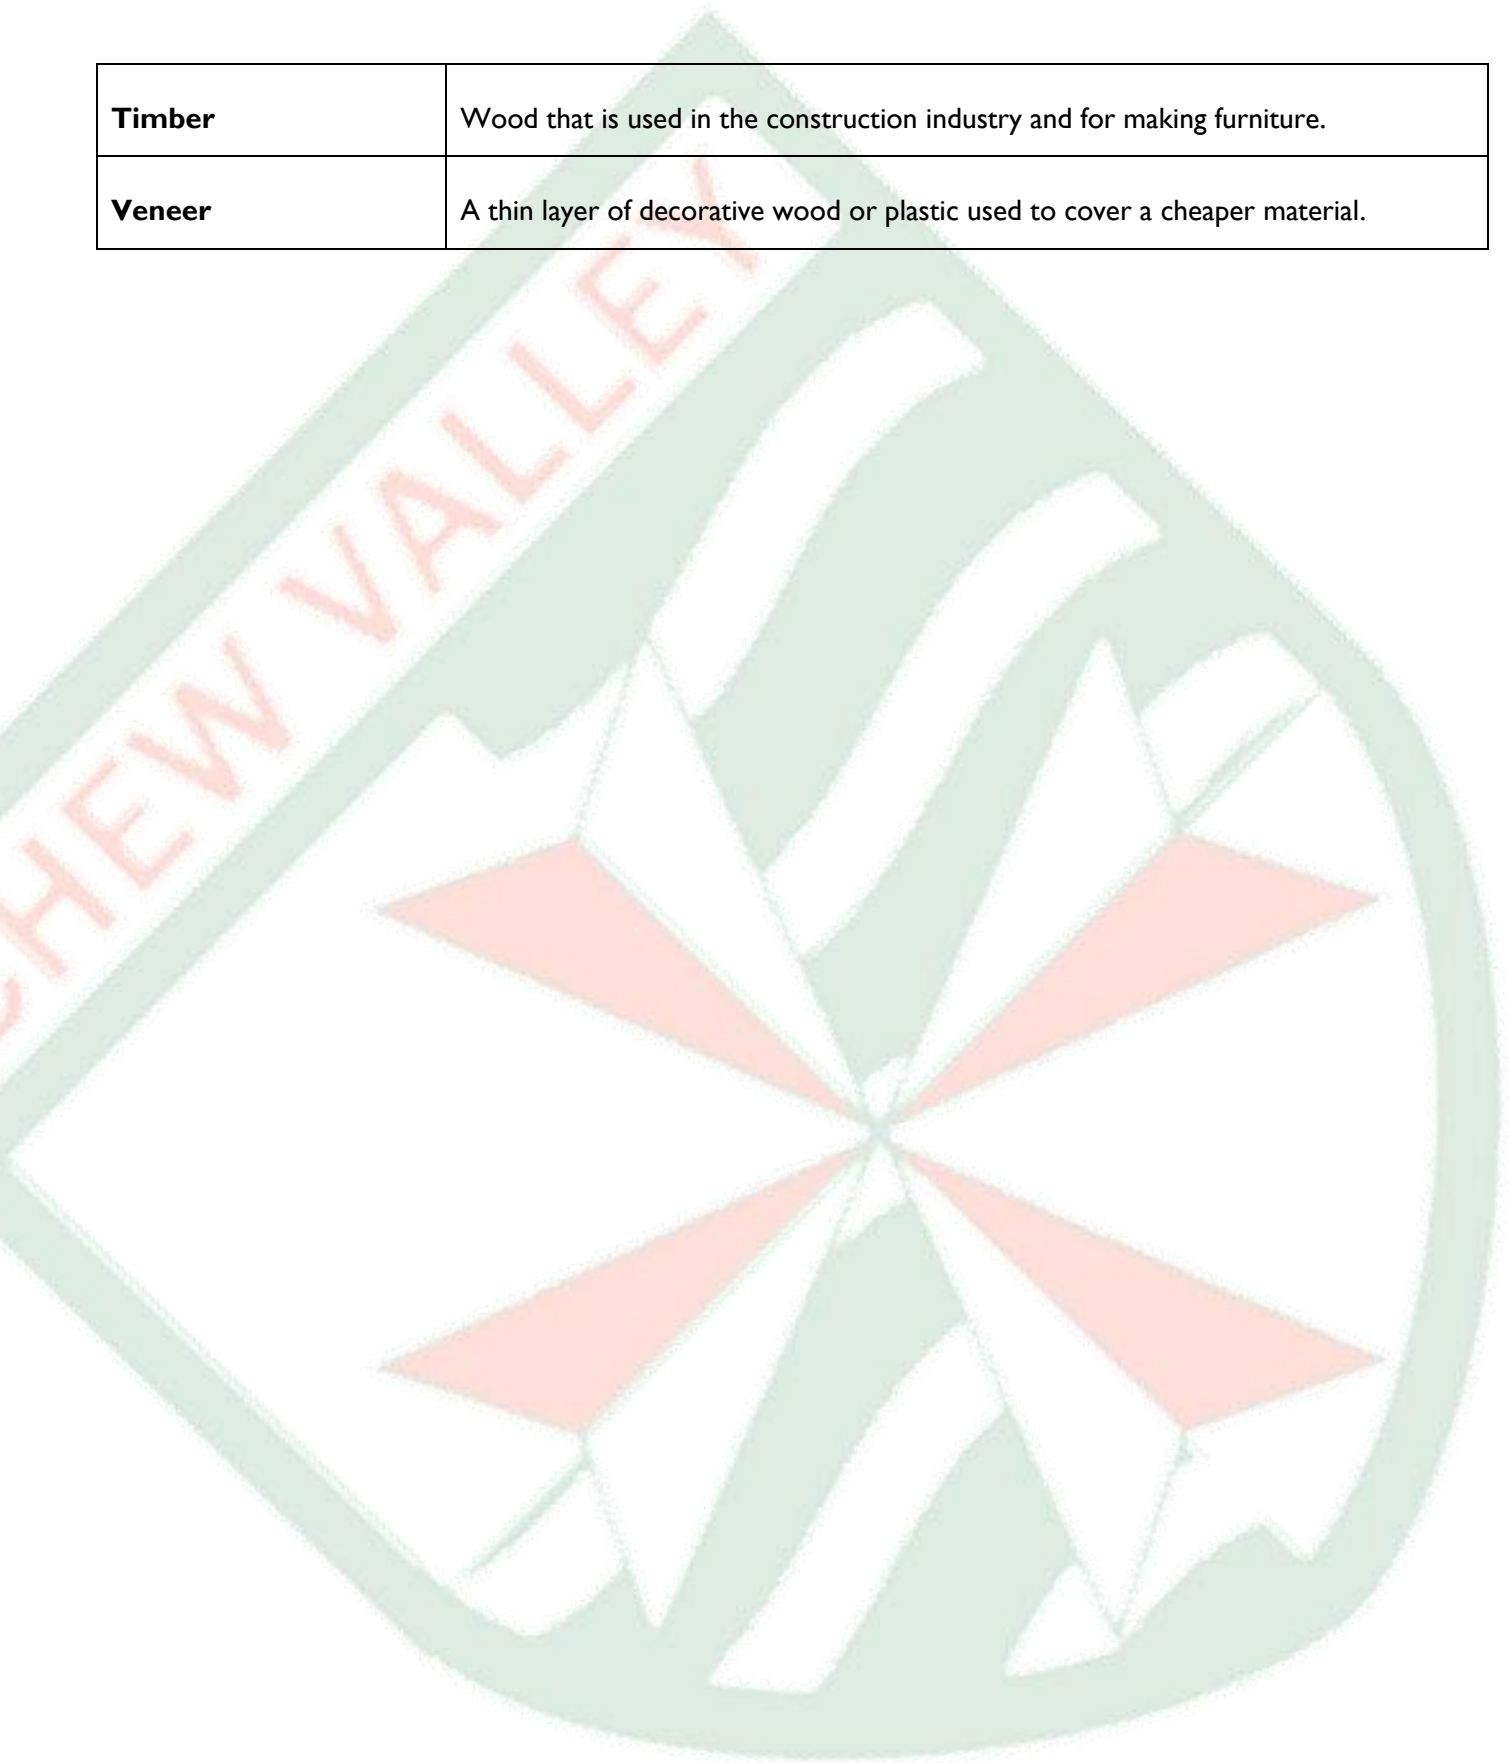 Timber Wood that is used in the construction industry and for making furniture.
Veneer A thin layer of decorative wood or plastic used to cover a cheaper material.
CHEW VALLEY